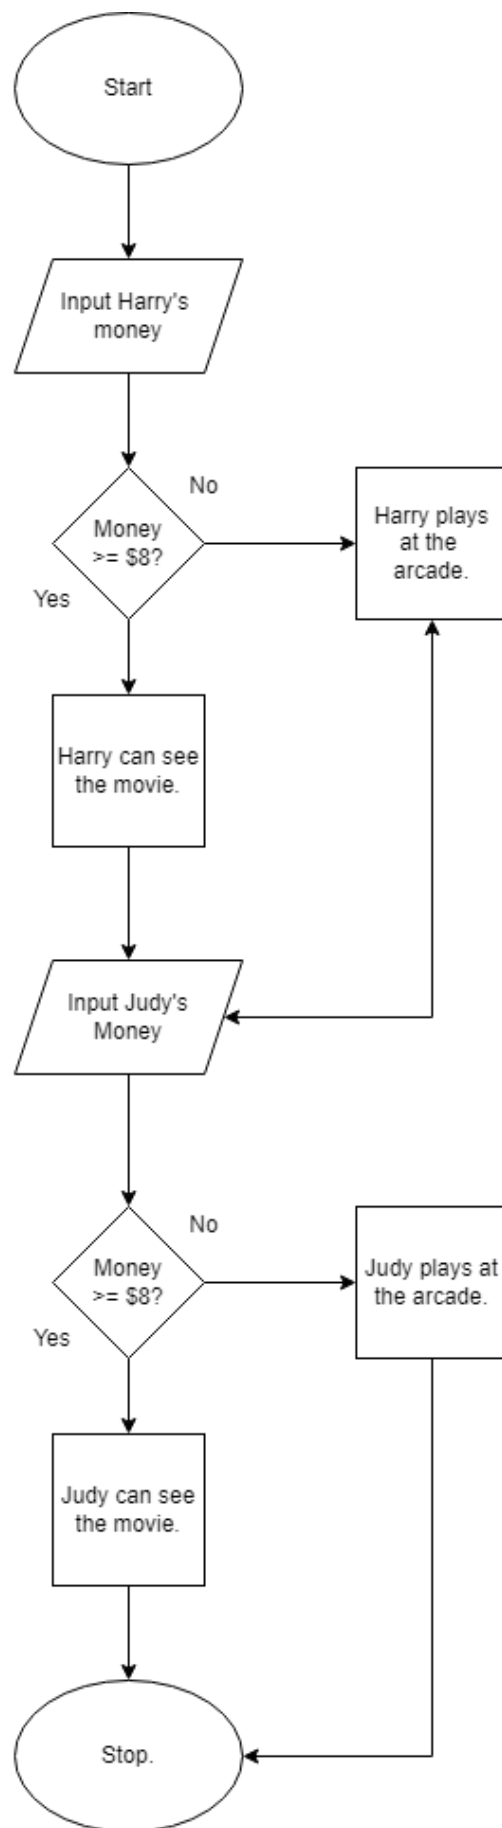 Start
Input Harry's
money
No
Money
>= $8?
Harry plays
at the
arcade.
Yes
Harry can see
the movie.
Input Judy's
Money
No
Money
>= $8?
Judy plays at
the arcade.
Yes
Judy can see
the movie.
Stop.